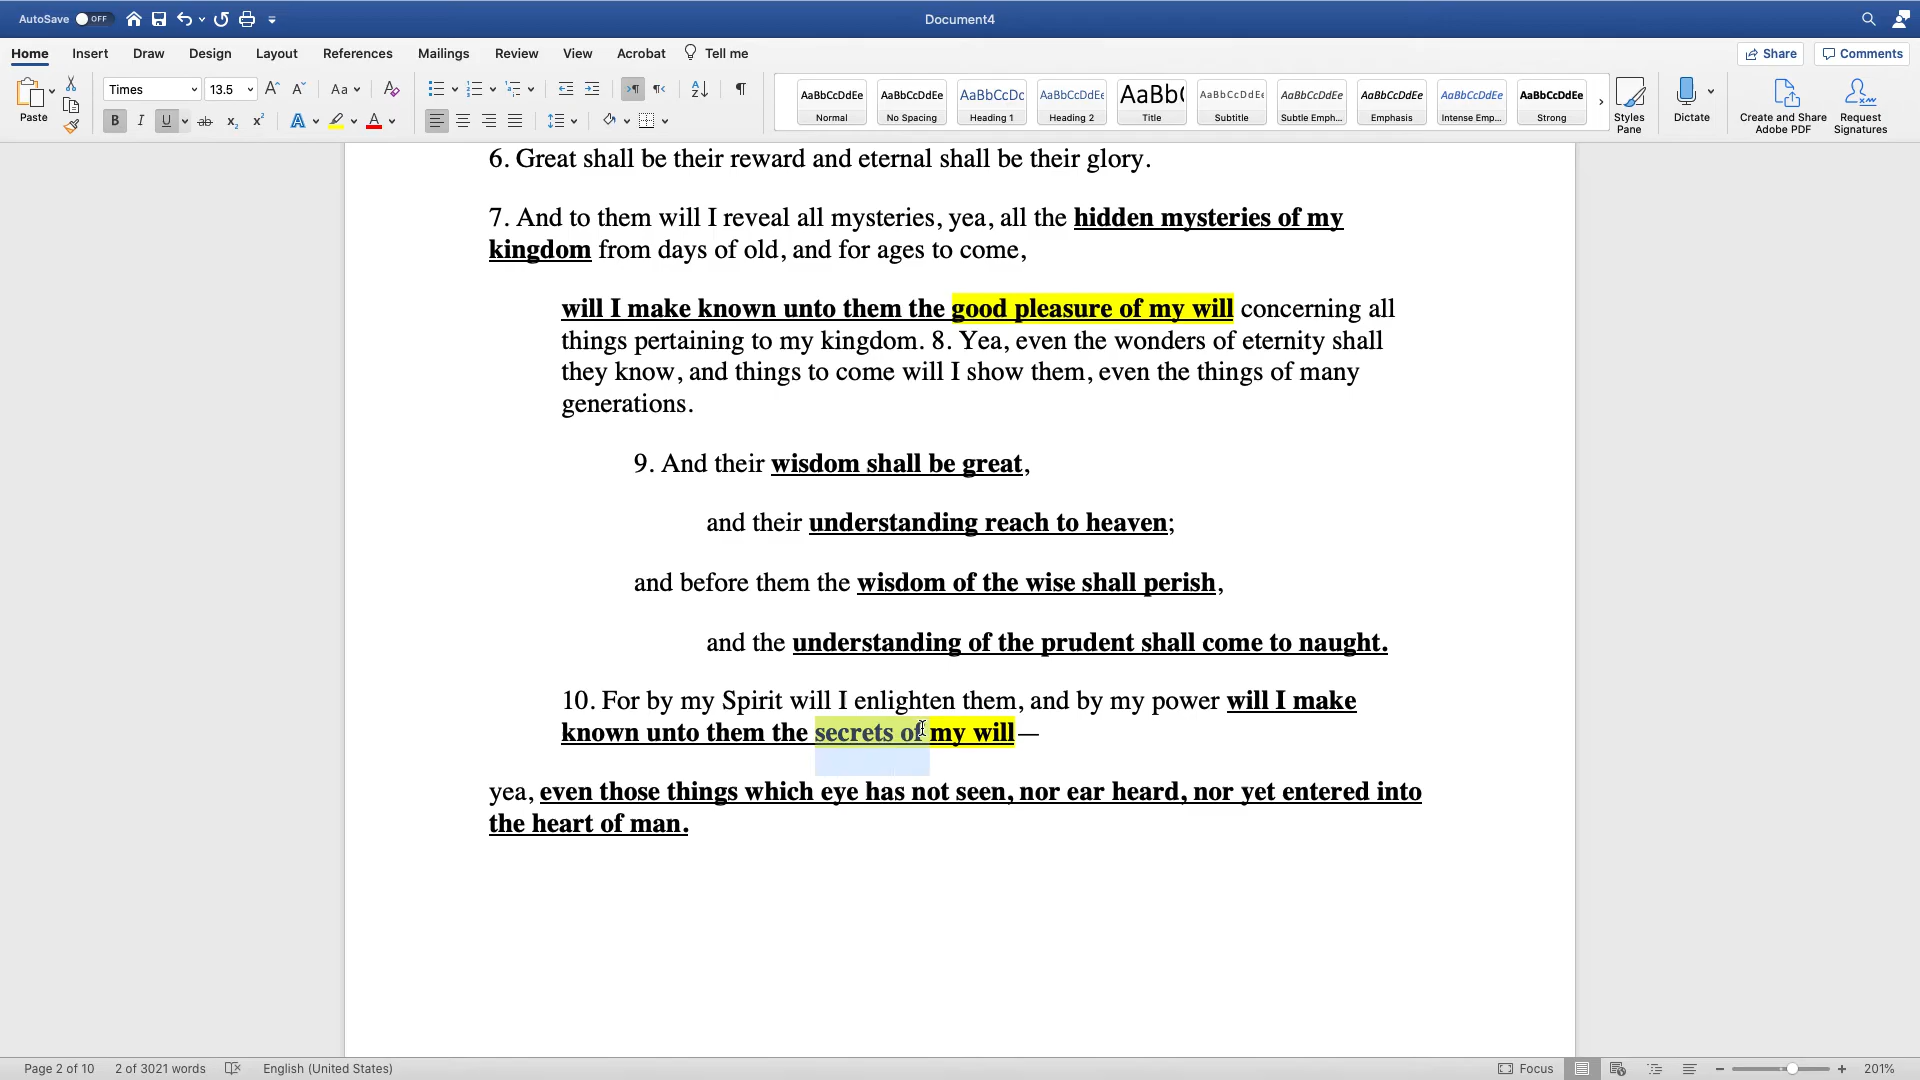 AutoSave OFF Document4
Home Insert Draw Design Layout References Mailings Review View Acrobat Tell me Share Comments
Paste Times 13.5 Aa
B I U ab x₂ x² A A
AaBbCcDdEe Normal
AaBbCcDdEe No Spacing
AaBbCcDc Heading 1
AaBbCcDdEe Heading 2
AaBb( Title
AaBbCcDdEe Subtitle
AaBbCcDdEe Subtle Emph...
AaBbCcDdEe Emphasis
AaBbCcDdEe Intense Emp...
AaBbCcDdEe Strong
Styles Pane
Dictate
Create and Share Adobe PDF
Request Signatures
6. Great shall be their reward and eternal shall be their glory.
7. And to them will I reveal all mysteries, yea, all the hidden mysteries of my
kingdom from days of old, and for ages to come,
will I make known unto them the good pleasure of my will concerning all
things pertaining to my kingdom. 8. Yea, even the wonders of eternity shall
they know, and things to come will I show them, even the things of many
generations.
9. And their wisdom shall be great,
and their understanding reach to heaven;
and before them the wisdom of the wise shall perish,
and the understanding of the prudent shall come to naught.
10. For by my Spirit will I enlighten them, and by my power will I make
known unto them the secrets of my will—
yea, even those things which eye has not seen, nor ear heard, nor yet entered into
the heart of man.
Page 2 of 10 2 of 3021 words English (United States) Focus 201%